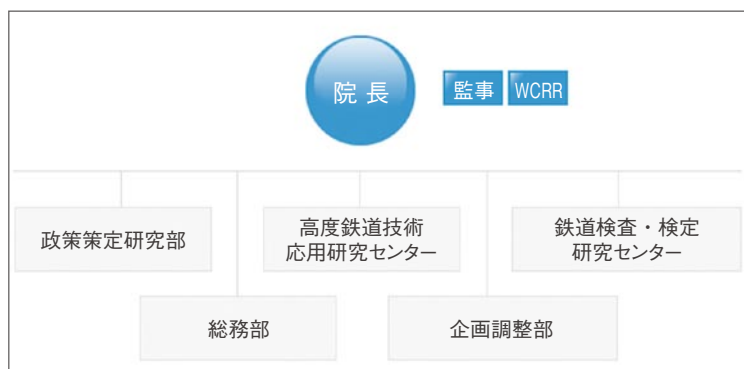 院長
監事
WCRR
政策策定研究部
高度鉄道技術
応用研究センター
鉄道検査・検定
研究センター
総務部
企画調整部